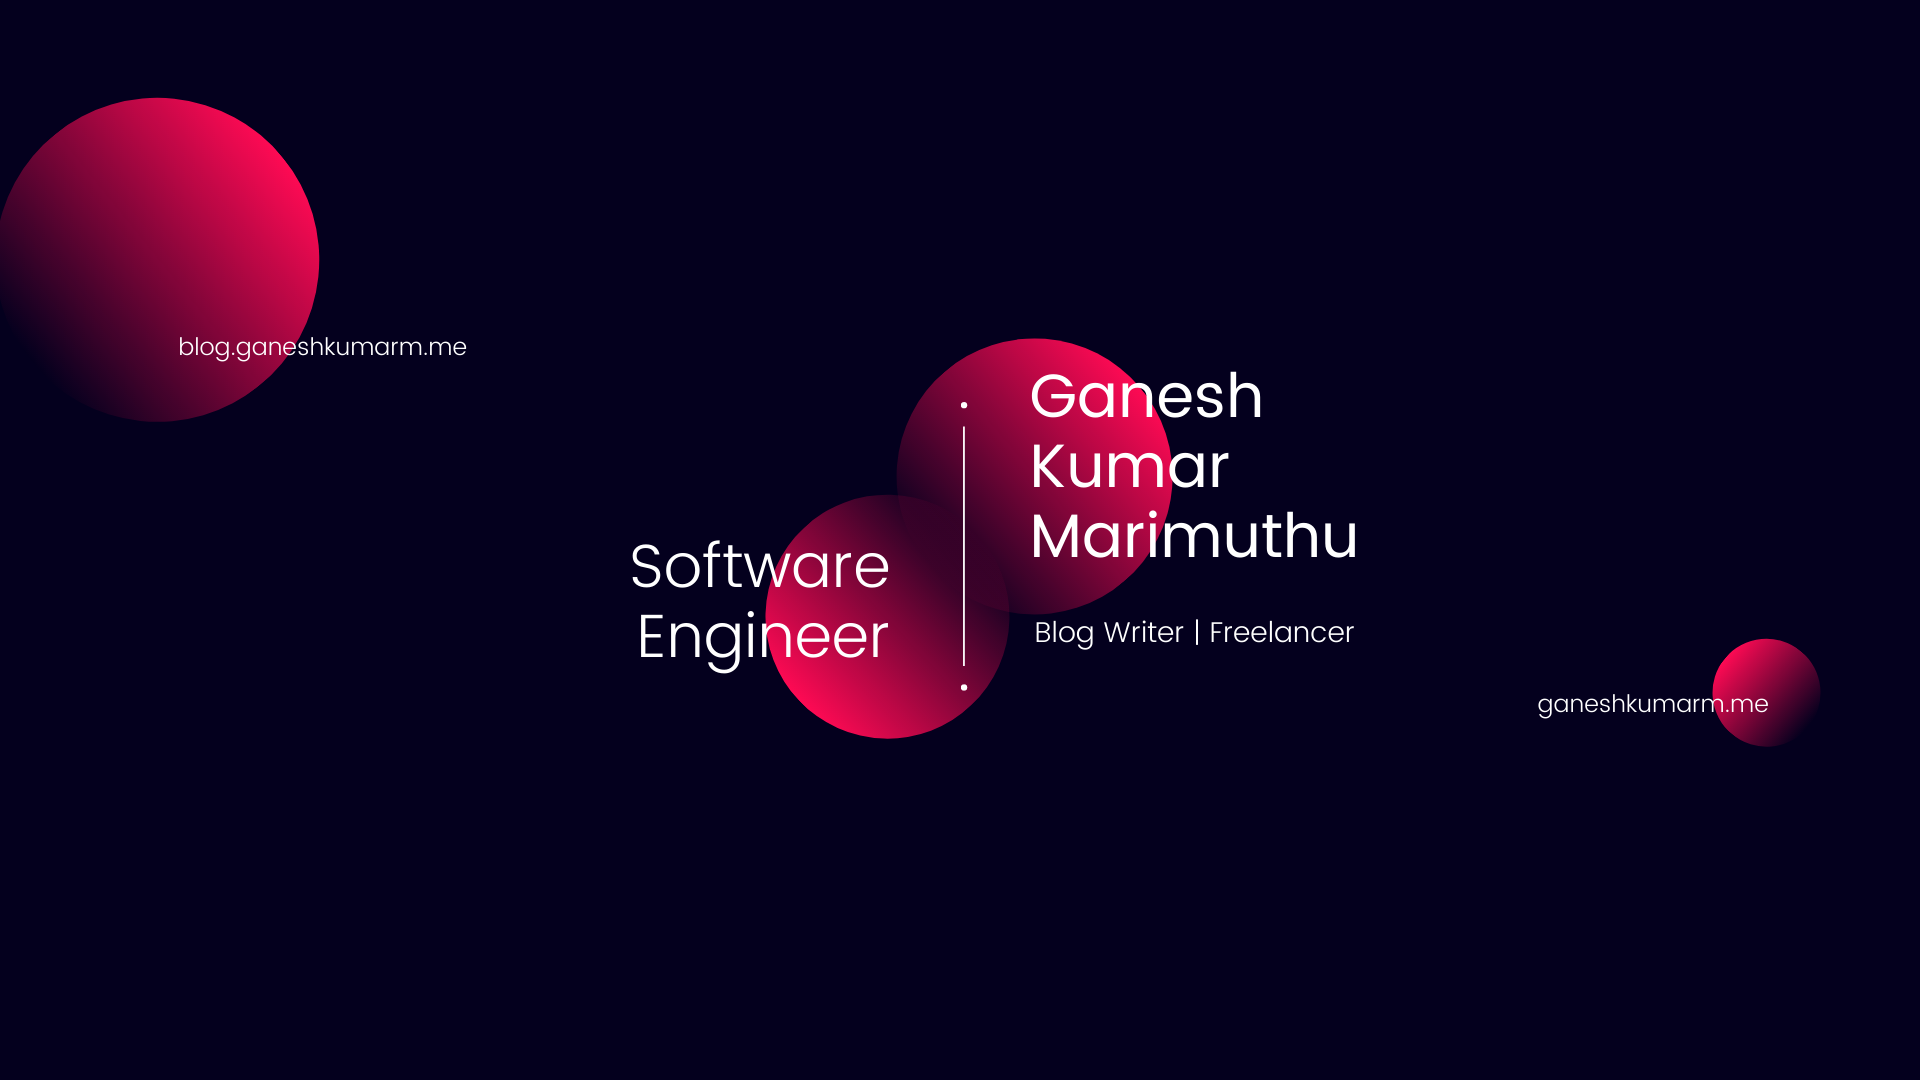 blog.ganeshkumarm.me
Software
Engineer
Ganesh
Kumar
Marimuthu
Blog Writer | Freelancer
ganeshkumarm.me